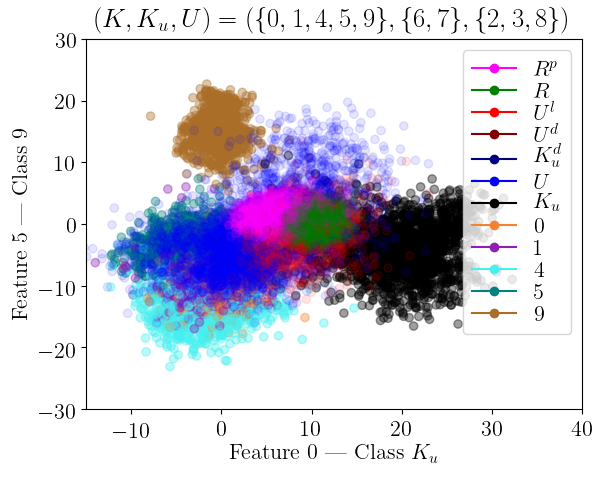 (K, K_u, U) = ({0, 1, 4, 5, 9}, {6, 7}, {2, 3, 8})
30
20
10
0
−10
−20
−30
Feature 5 — Class 9
−10
0
10
20
30
40
Feature 0 — Class K_u
R^p
R
U^l
U^d
K_u^d
U
K_u
0
1
4
5
9